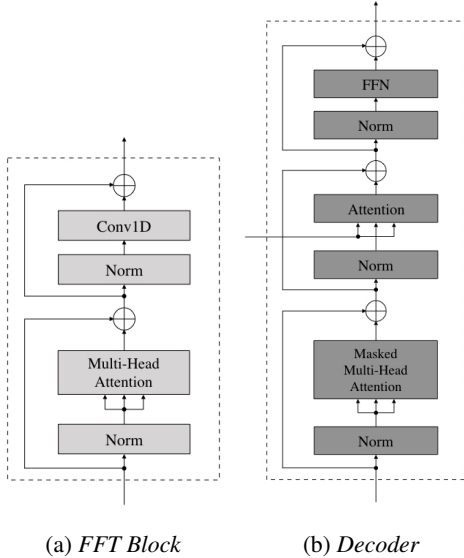 Conv1D
Norm
Multi-Head
Attention
Norm
(a) FFT Block
FFN
Norm
Attention
Norm
Masked
Multi-Head
Attention
Norm
(b) Decoder